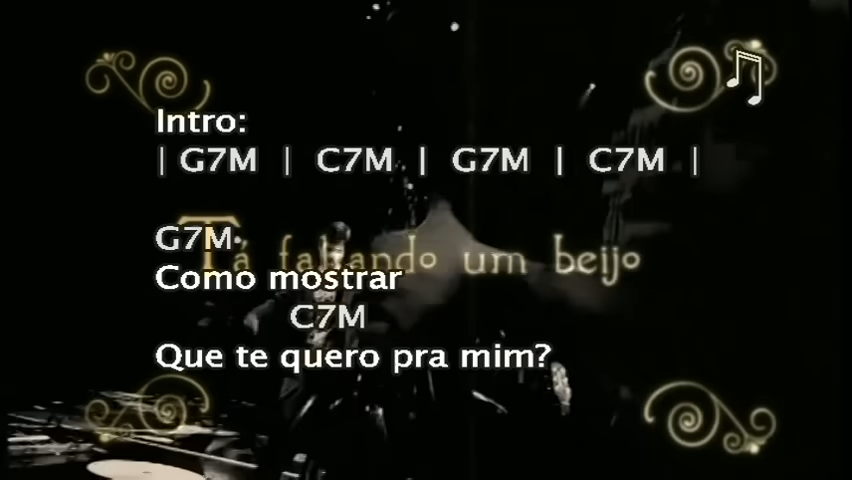 Intro:
| G7M | C7M | G7M | C7M |
G7M
Tá faltando um beijo
Como mostrar
C7M
Que te quero pra mim?